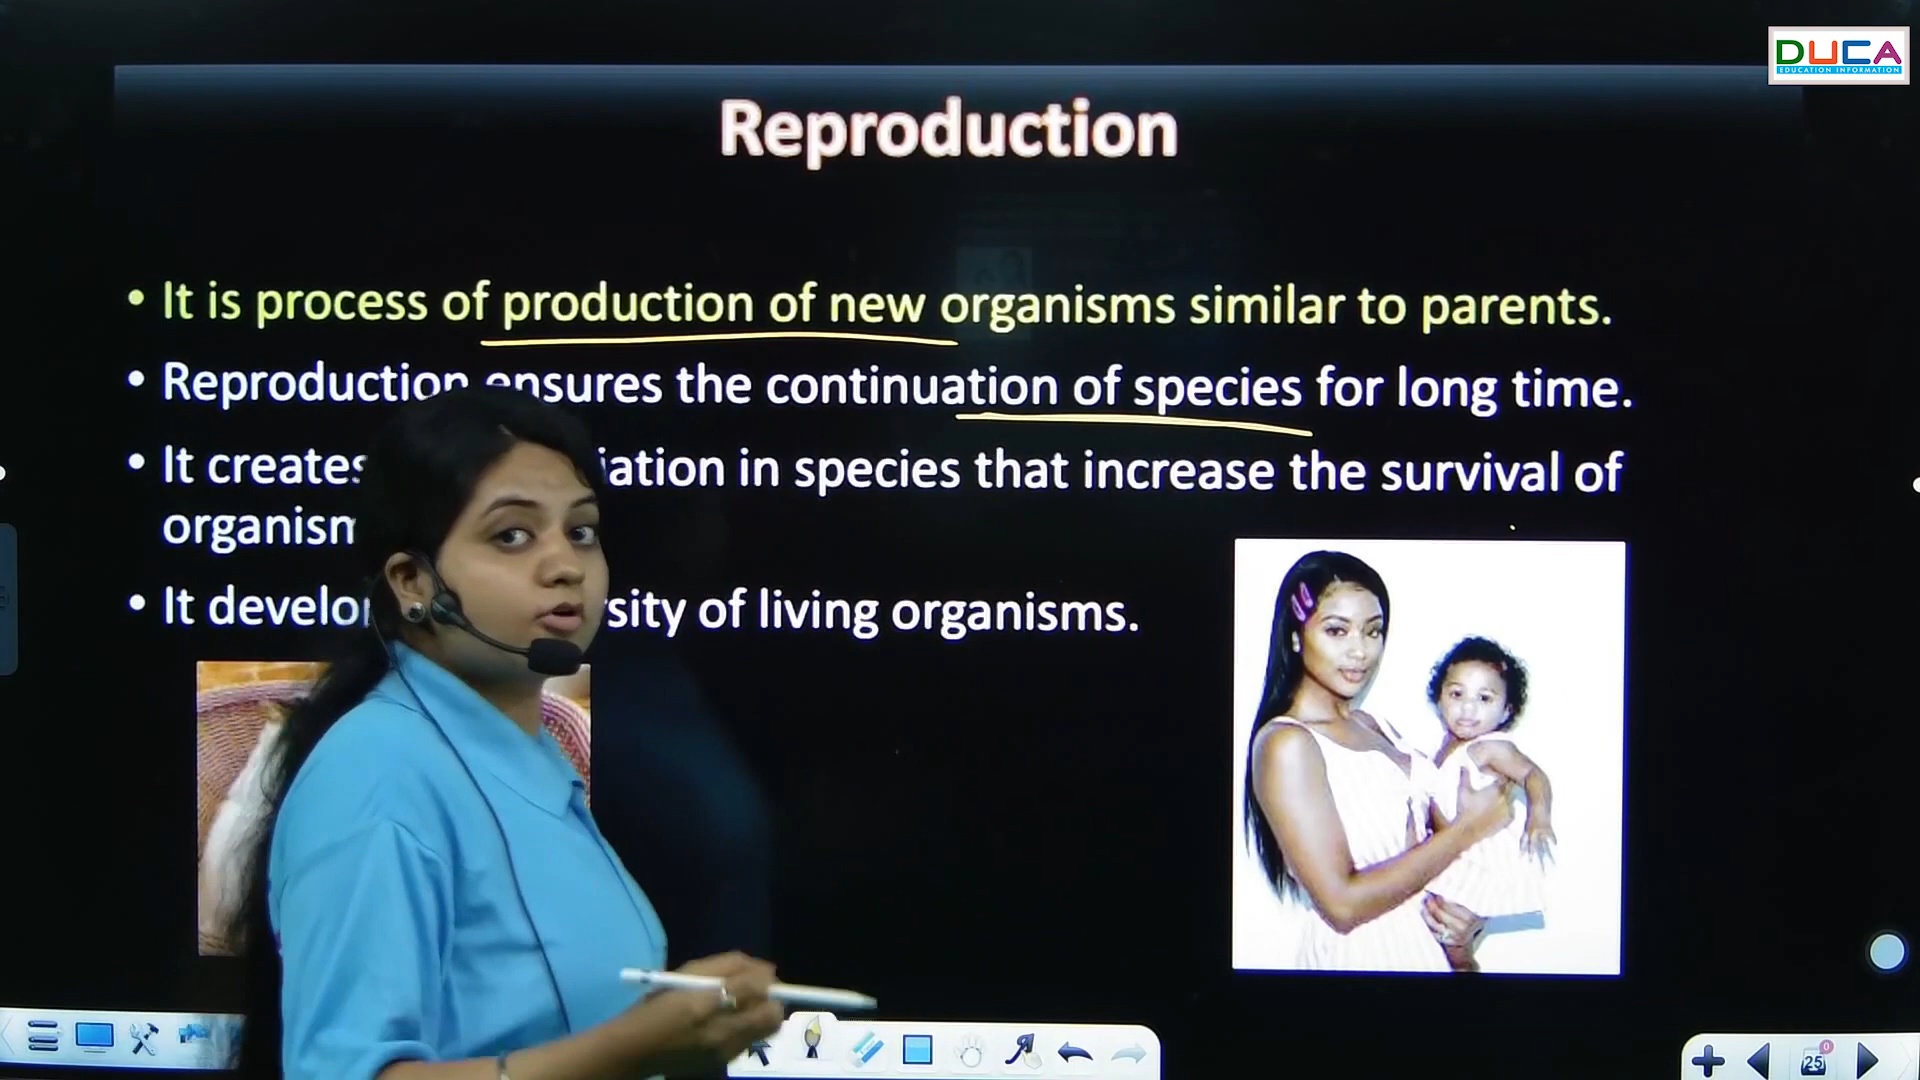 DUCA
EDUCATION INFORMATION
Reproduction
• It is process of production of new organisms similar to parents.
• Reproduction ensures the continuation of species for long time.
• It creates iation in species that increase the survival of
organism
• It develo sity of living organisms.
25
0